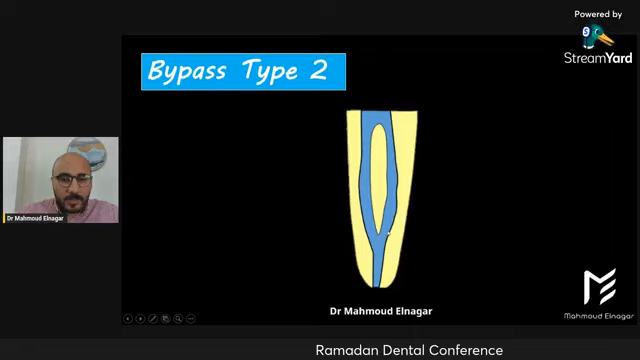 Powered by
S
StreamYard
Bypass Type 2
Dr Mahmoud Elnagar
Dr Mahmoud Elnagar
Mahmoud Elnagar
Ramadan Dental Conference